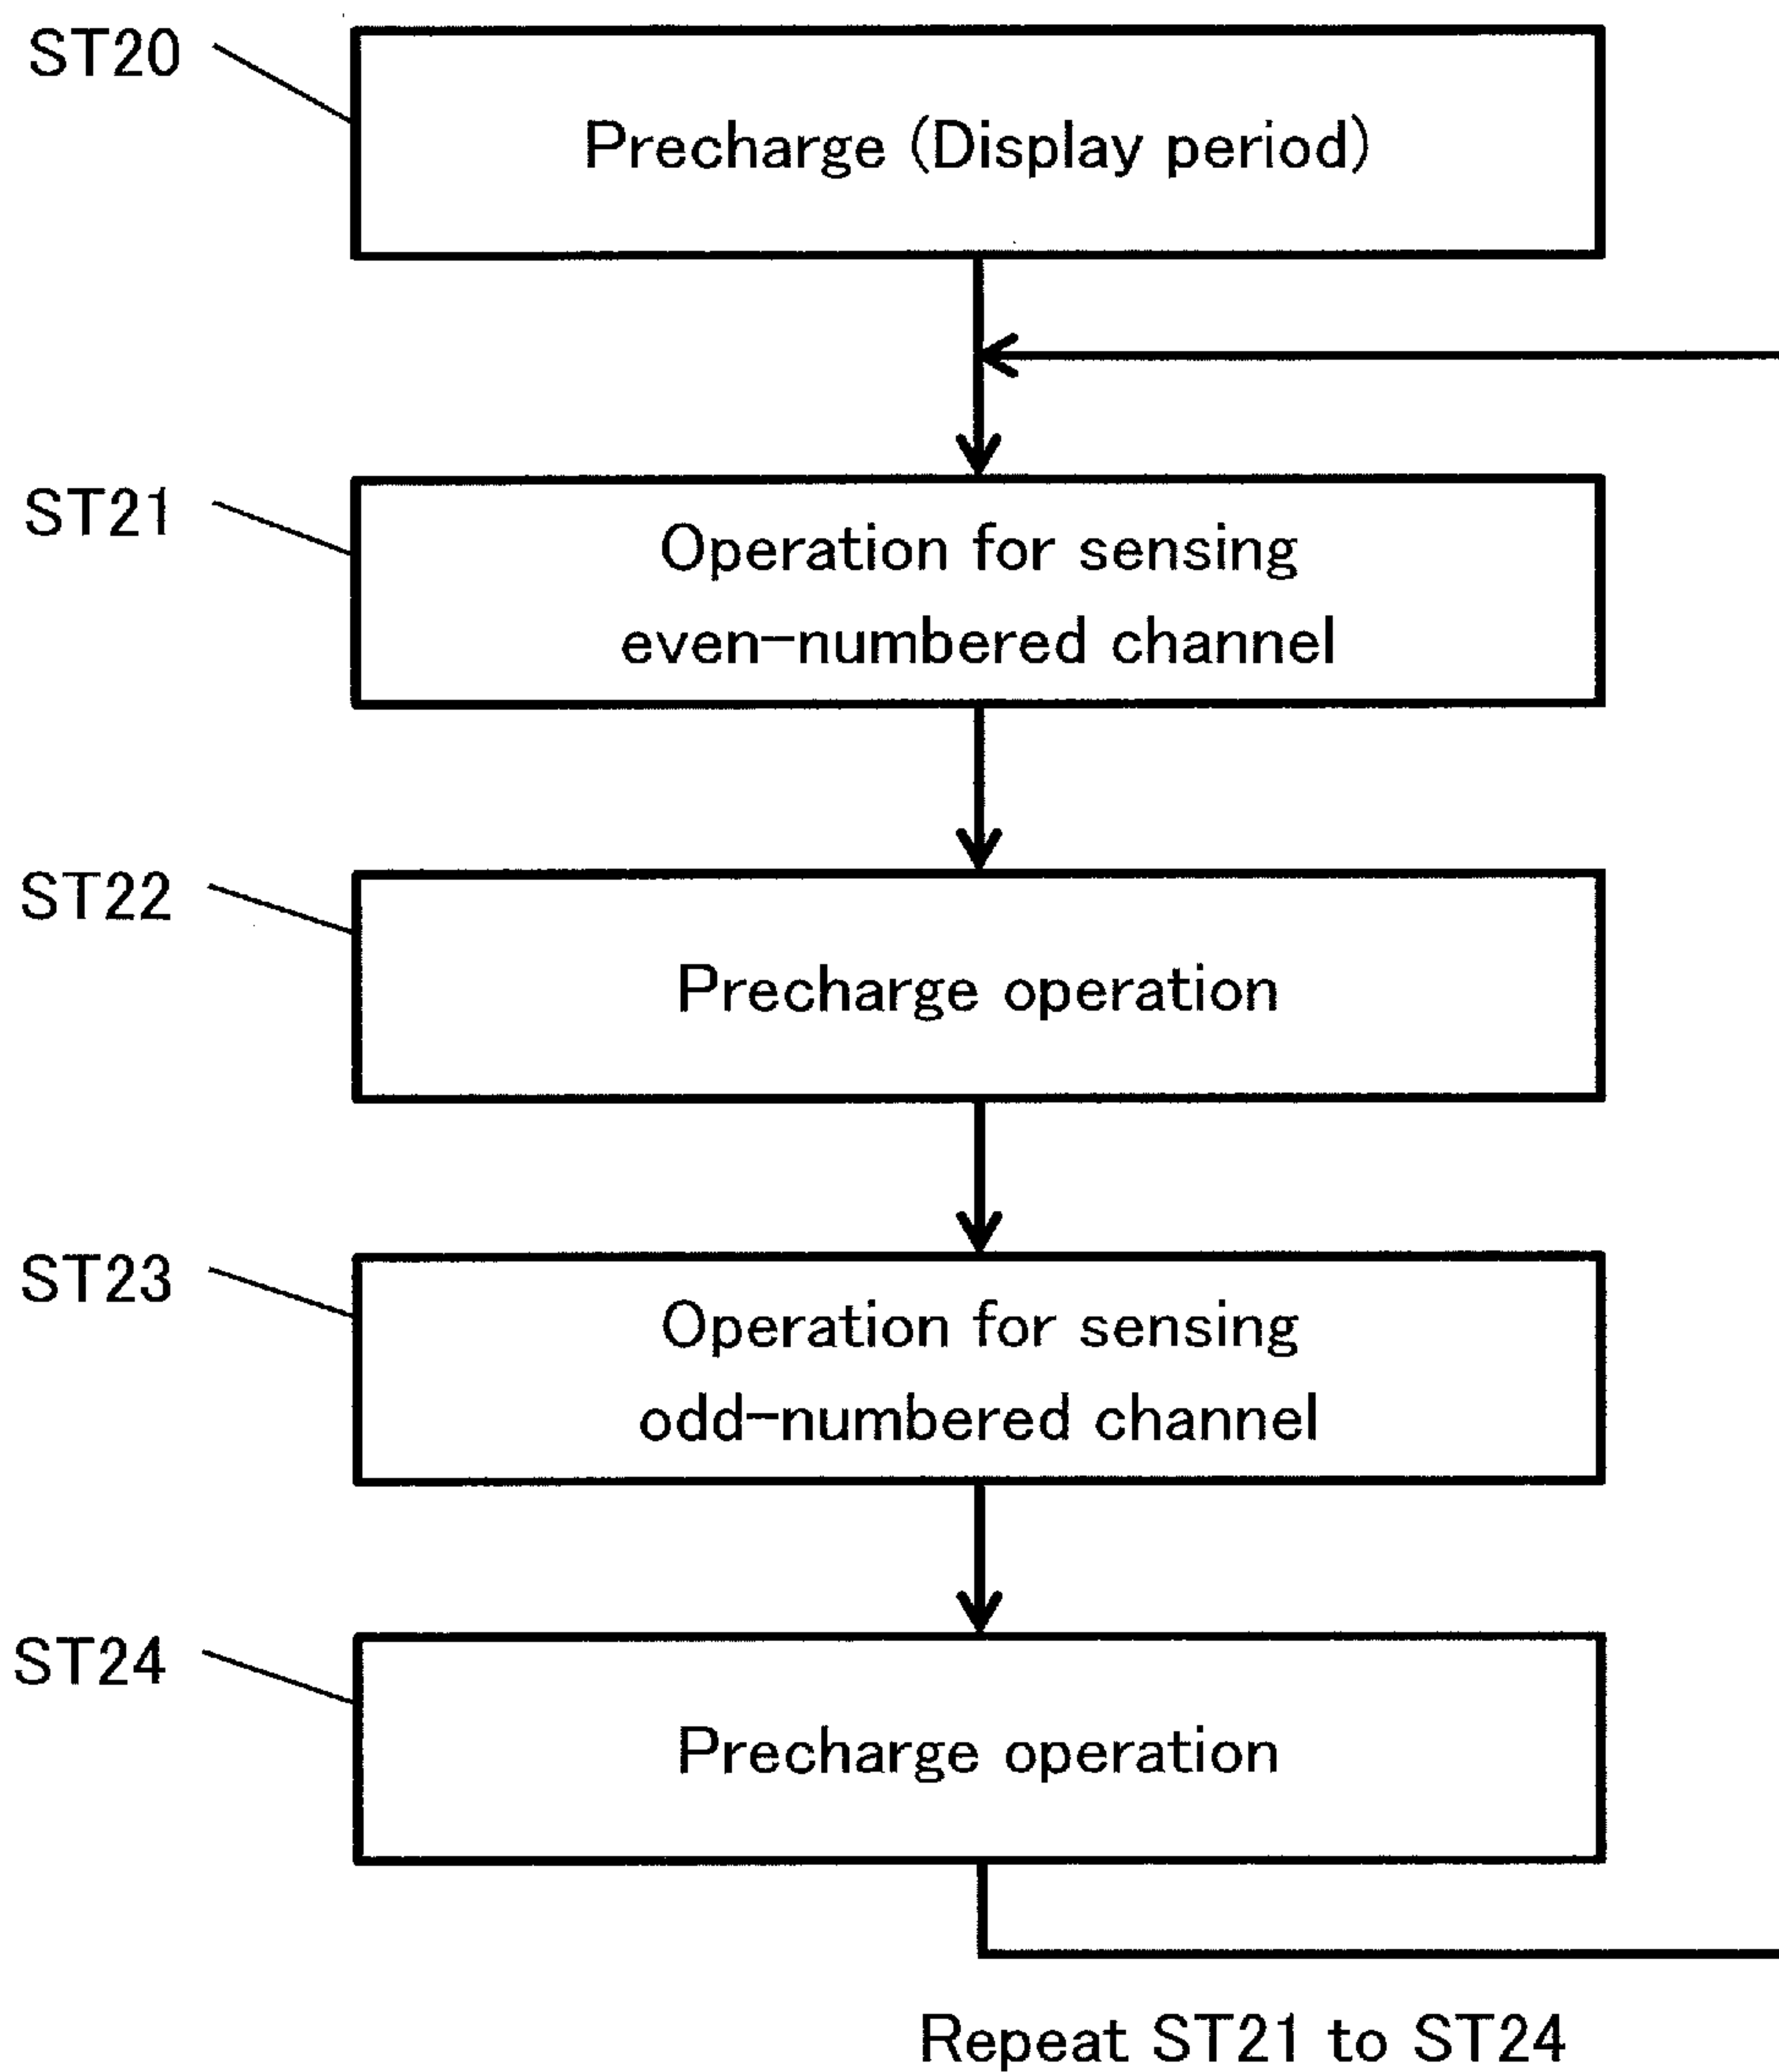 ST20
Precharge (Display period)
ST21
Operation for sensing
even-numbered channel
ST22
Precharge operation
ST23
Operation for sensing
odd-numbered channel
ST24
Precharge operation
Repeat ST21 to ST24